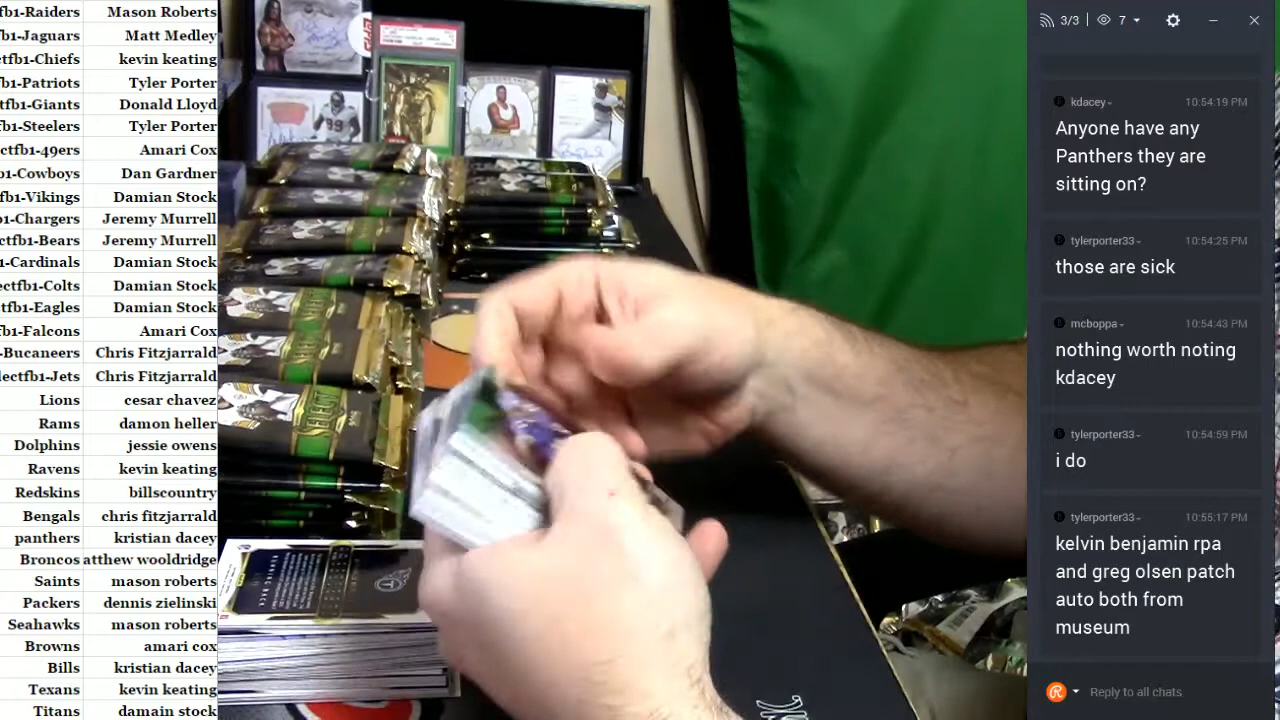 fb1-Raiders Mason Roberts
fb1-Jaguars Matt Medley
ctfb1-Chiefs kevin keating
fb1-Patriots Tyler Porter
tfb1-Giants Donald Lloyd
fb1-Steelers Tyler Porter
ctfb1-49ers Amari Cox
b1-Cowboys Dan Gardner
fb1-Vikings Damian Stock
1-Chargers Jeremy Murrell
ctfb1-Bears Jeremy Murrell
1-Cardinals Damian Stock
ectfb1-Colts Damian Stock
tfb1-Eagles Damian Stock
fb1-Falcons Amari Cox
-Bucaneers Chris Fitzjarrald
lectfb1-Jets Chris Fitzjarrald
Lions cesar chavez
Rams damon heller
Dolphins jessie owens
Ravens kevin keating
Redskins billscountry
Bengals chris fitzjarrald
panthers kristian dacey
Broncos atthew wooldridge
Saints mason roberts
Packers dennis zielinski
Seahawks mason roberts
Browns amari cox
Bills kristian dacey
Texans kevin keating
Titans damain stock
SELECT
RUNNING BACK
99
3/3 7
kdacey 10:54:19 PM
Anyone have any
Panthers they are
sitting on?
tylerporter33 10:54:25 PM
those are sick
mcboppa 10:54:43 PM
nothing worth noting
kdacey
tylerporter33 10:54:59 PM
i do
tylerporter33 10:55:17 PM
kelvin benjamin rpa
and greg olsen patch
auto both from
museum
Reply to all chats